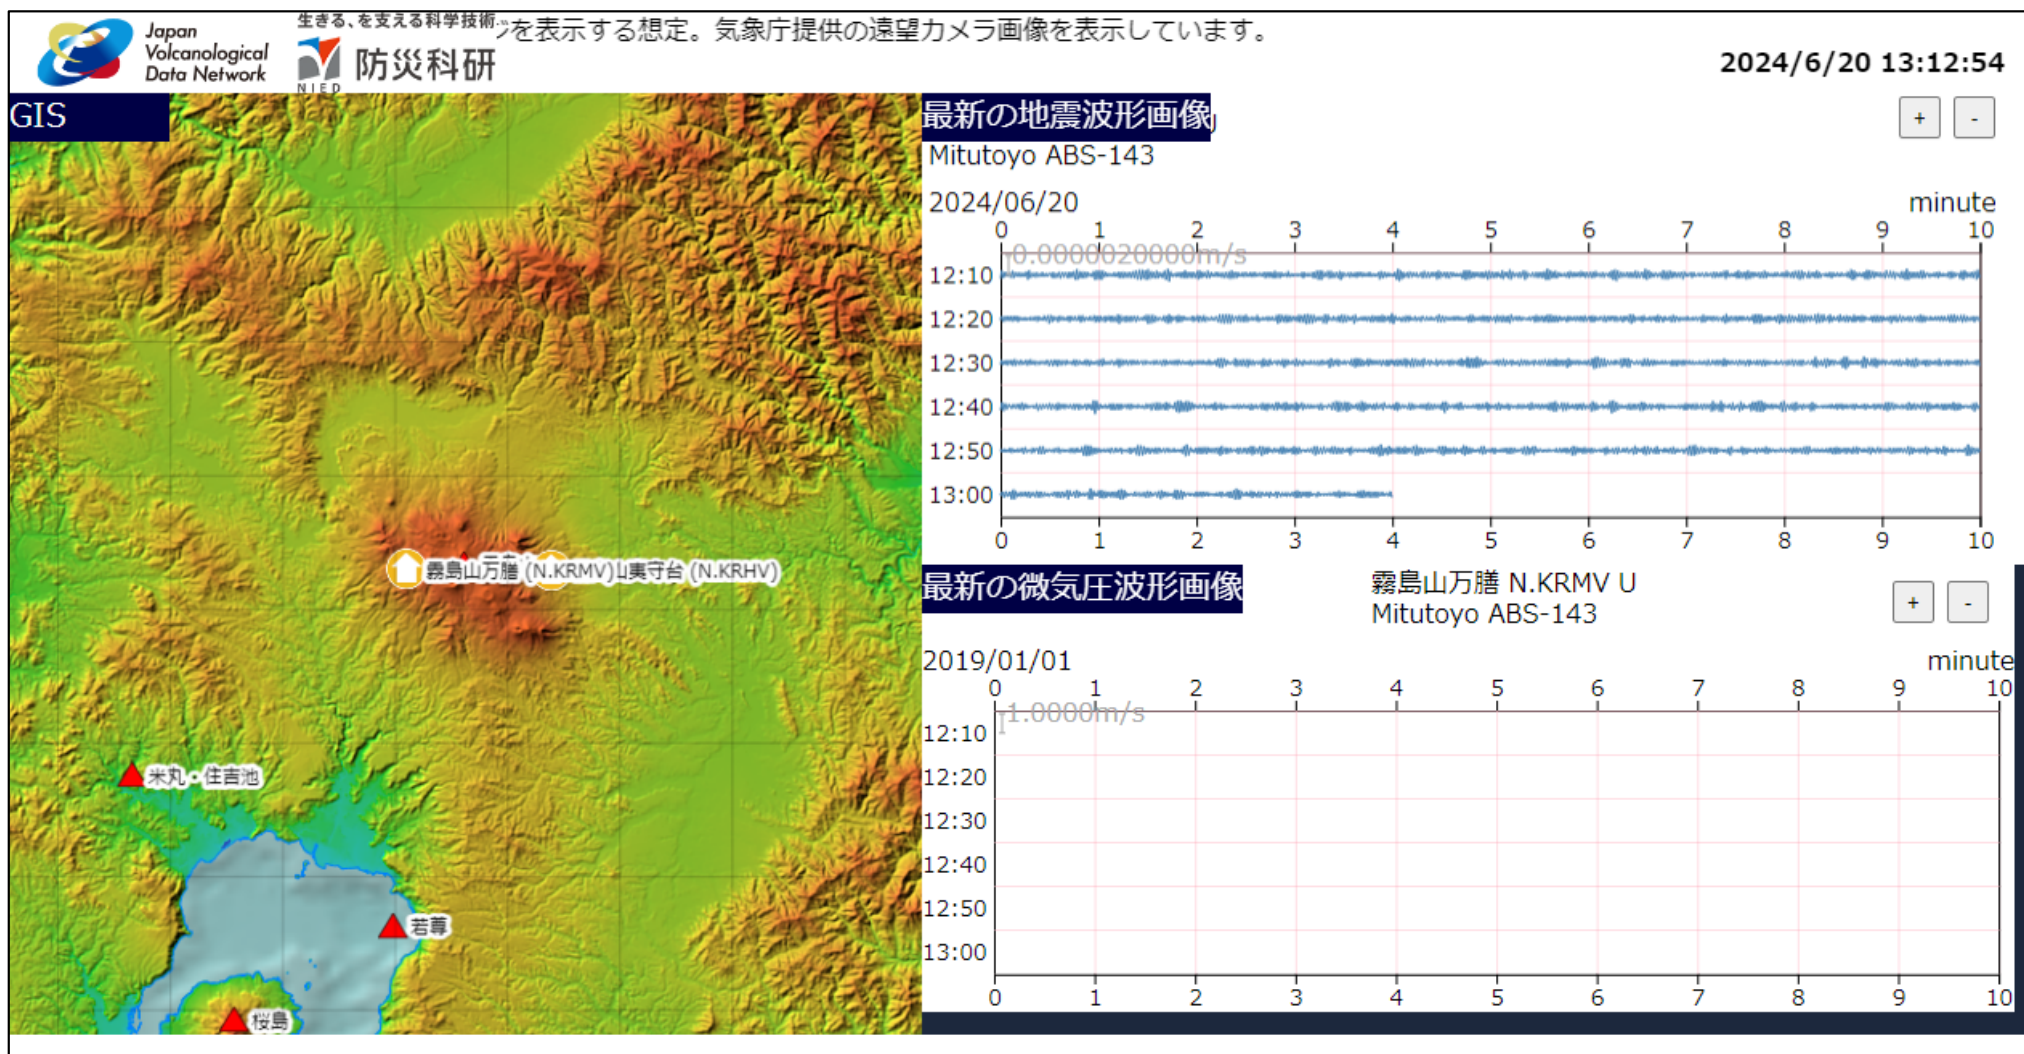 Japan
Volcanological
Data Network
生きる、を支える科学技術
防災科研
NIED
を表示する想定。気象庁提供の遠望カメラ画像を表示しています。
2024/6/20 13:12:54
GIS
霧島山万膳 (N.KRMV)
夷守台 (N.KRHV)
米丸・住吉池
若尊
桜島
最新の地震波形画像
+ -
Mitutoyo ABS-143
2024/06/20
minute
0 1 2 3 4 5 6 7 8 9 10
0.0000020000m/s
12:10
12:20
12:30
12:40
12:50
13:00
0 1 2 3 4 5 6 7 8 9 10
最新の微気圧波形画像
霧島山万膳 N.KRMV U
Mitutoyo ABS-143
+ -
2019/01/01
minute
0 1 2 3 4 5 6 7 8 9 10
1.0000m/s
12:10
12:20
12:30
12:40
12:50
13:00
0 1 2 3 4 5 6 7 8 9 10